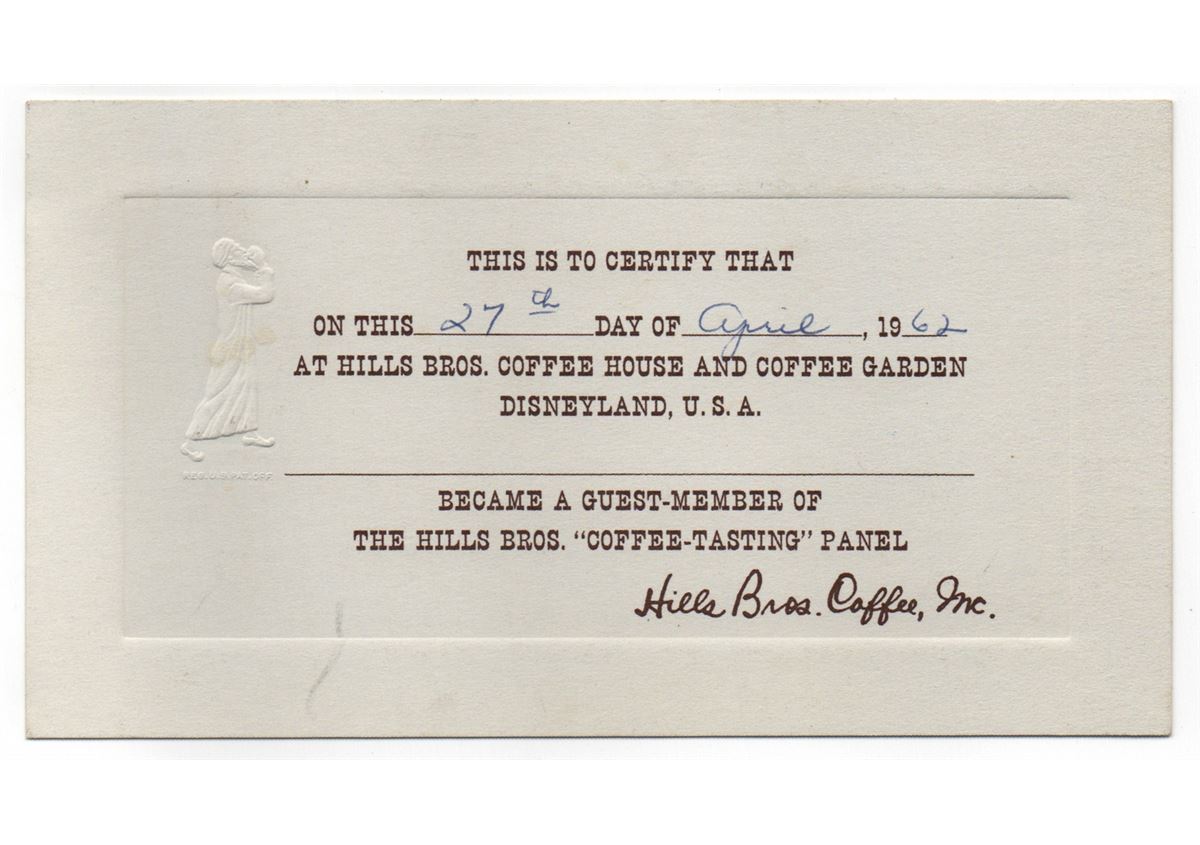 THIS IS TO CERTIFY THAT
ON THIS 27th DAY OF April, 1962
AT HILLS BROS. COFFEE HOUSE AND COFFEE GARDEN
DISNEYLAND, U.S.A.
REG. U.S. PAT. OFF.
BECAME A GUEST-MEMBER OF
THE HILLS BROS. “COFFEE-TASTING” PANEL
Hills Bros. Coffee, Inc.